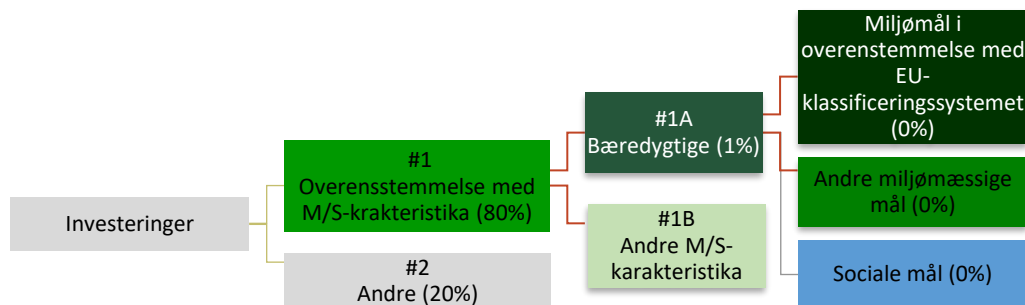 Investeringer
#1
Overensstemmelse med
M/S-krakteristika (80%)
#2
Andre (20%)
#1A
Bæredygtige (1%)
#1B
Andre M/S-
karakteristika
Miljømål i
overenstemmelse med
EU-
klassificeringssystemet
(0%)
Andre miljømæssige
mål (0%)
Sociale mål (0%)